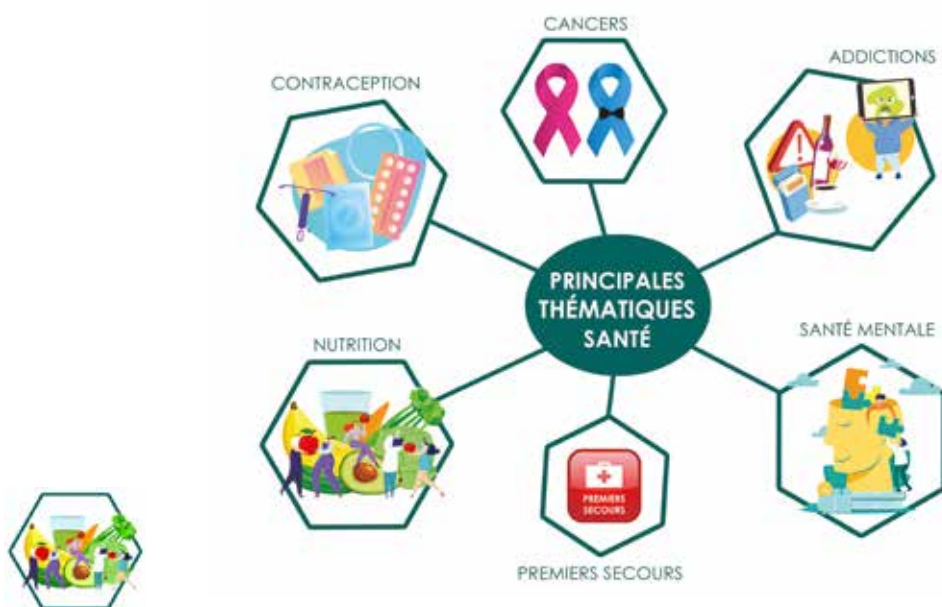 CANCERS
CONTRACEPTION
ADDICTIONS
PRINCIPALES
THÉMATIQUES
SANTÉ
NUTRITION
SANTÉ MENTALE
PREMIERS
SECOURS
PREMIERS SECOURS